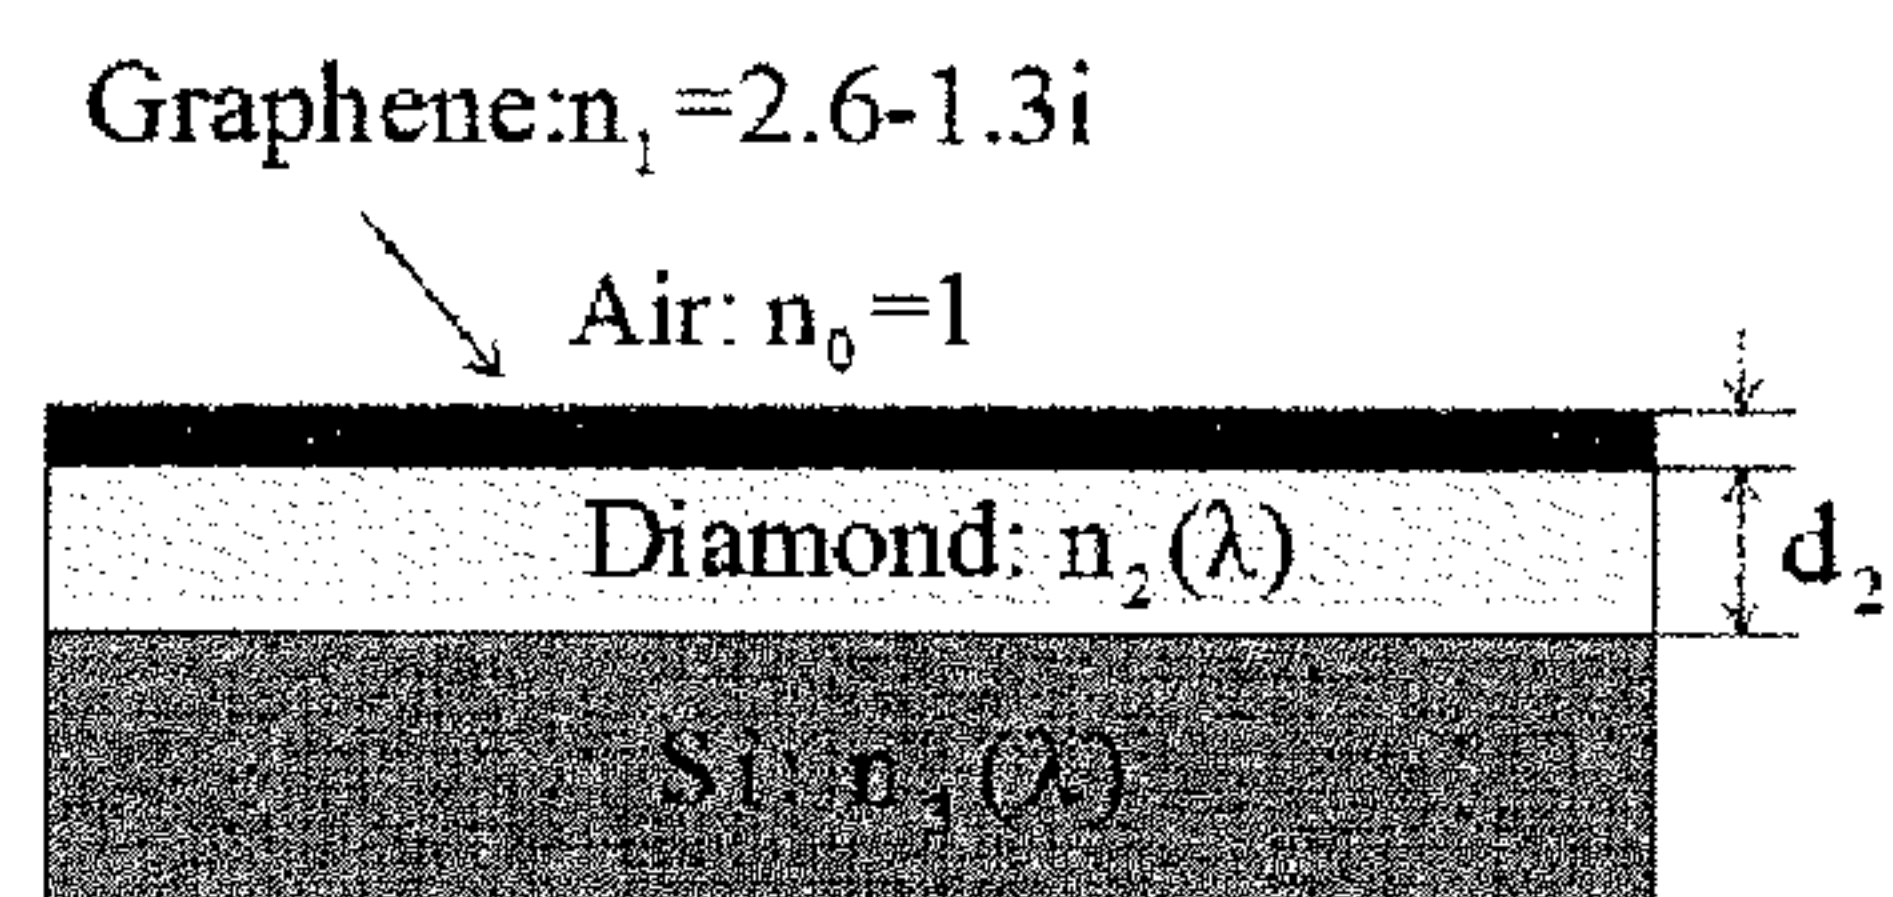 Graphene:n₁=2.6-1.3i
Air: n₀=1
Diamond: n₂(λ)
d₂
Si: n₃(λ)